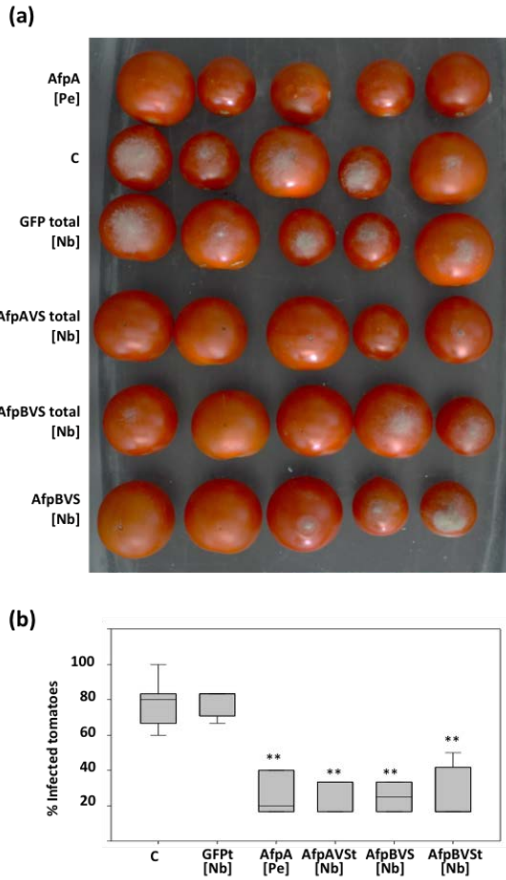 (a)
AfpA
[Pe]
C
GFP total
[Nb]
AfpAVS total
[Nb]
AfpBVS total
[Nb]
AfpBVS
[Nb]
(b)
% Infected tomatoes
100
80
60
40
20
** ** ** **
C GFPt AfpA AfpAVSt AfpBVS AfpBVSt
[Nb] [Pe] [Nb] [Nb] [Nb]